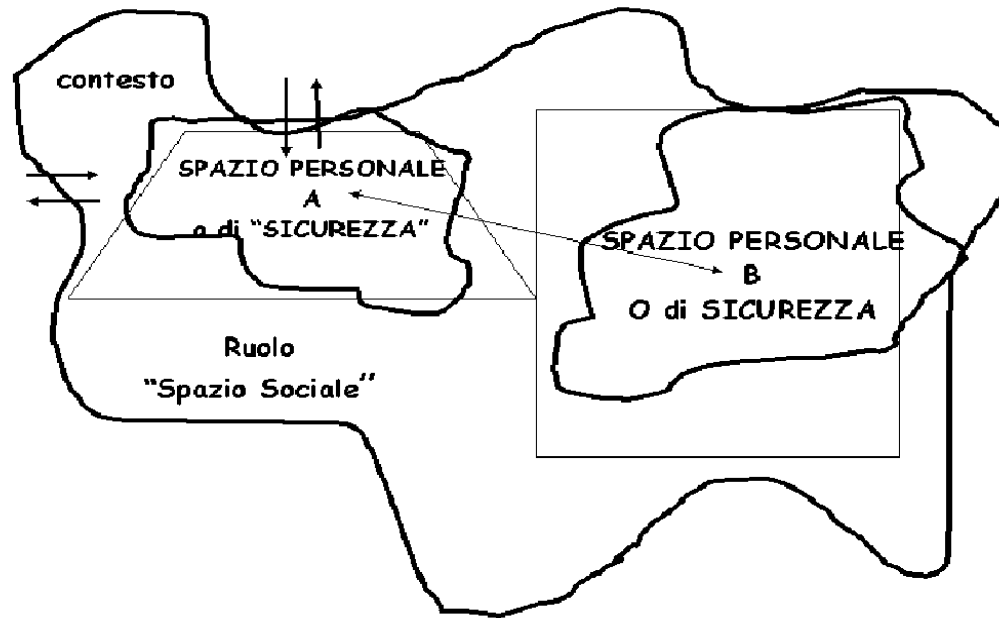 contesto
SPAZIO PERSONALE
A
o di “SICUREZZA”
SPAZIO PERSONALE
B
O di SICUREZZA
Ruolo
“Spazio Sociale”